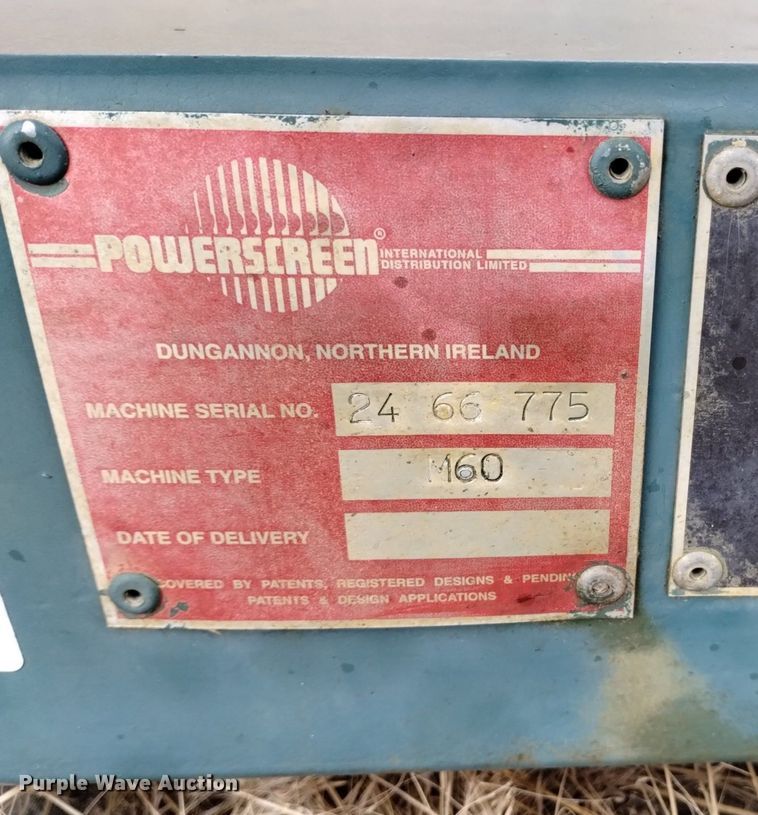 POWERSCREEN® INTERNATIONAL
DISTRIBUTION LIMITED
DUNGANNON, NORTHERN IRELAND
MACHINE SERIAL NO. 24 66 775
MACHINE TYPE M60
DATE OF DELIVERY
COVERED BY PATENTS, REGISTERED DESIGNS & PENDIN
PATENTS & DESIGN APPLICATIONS
Purple Wave Auction